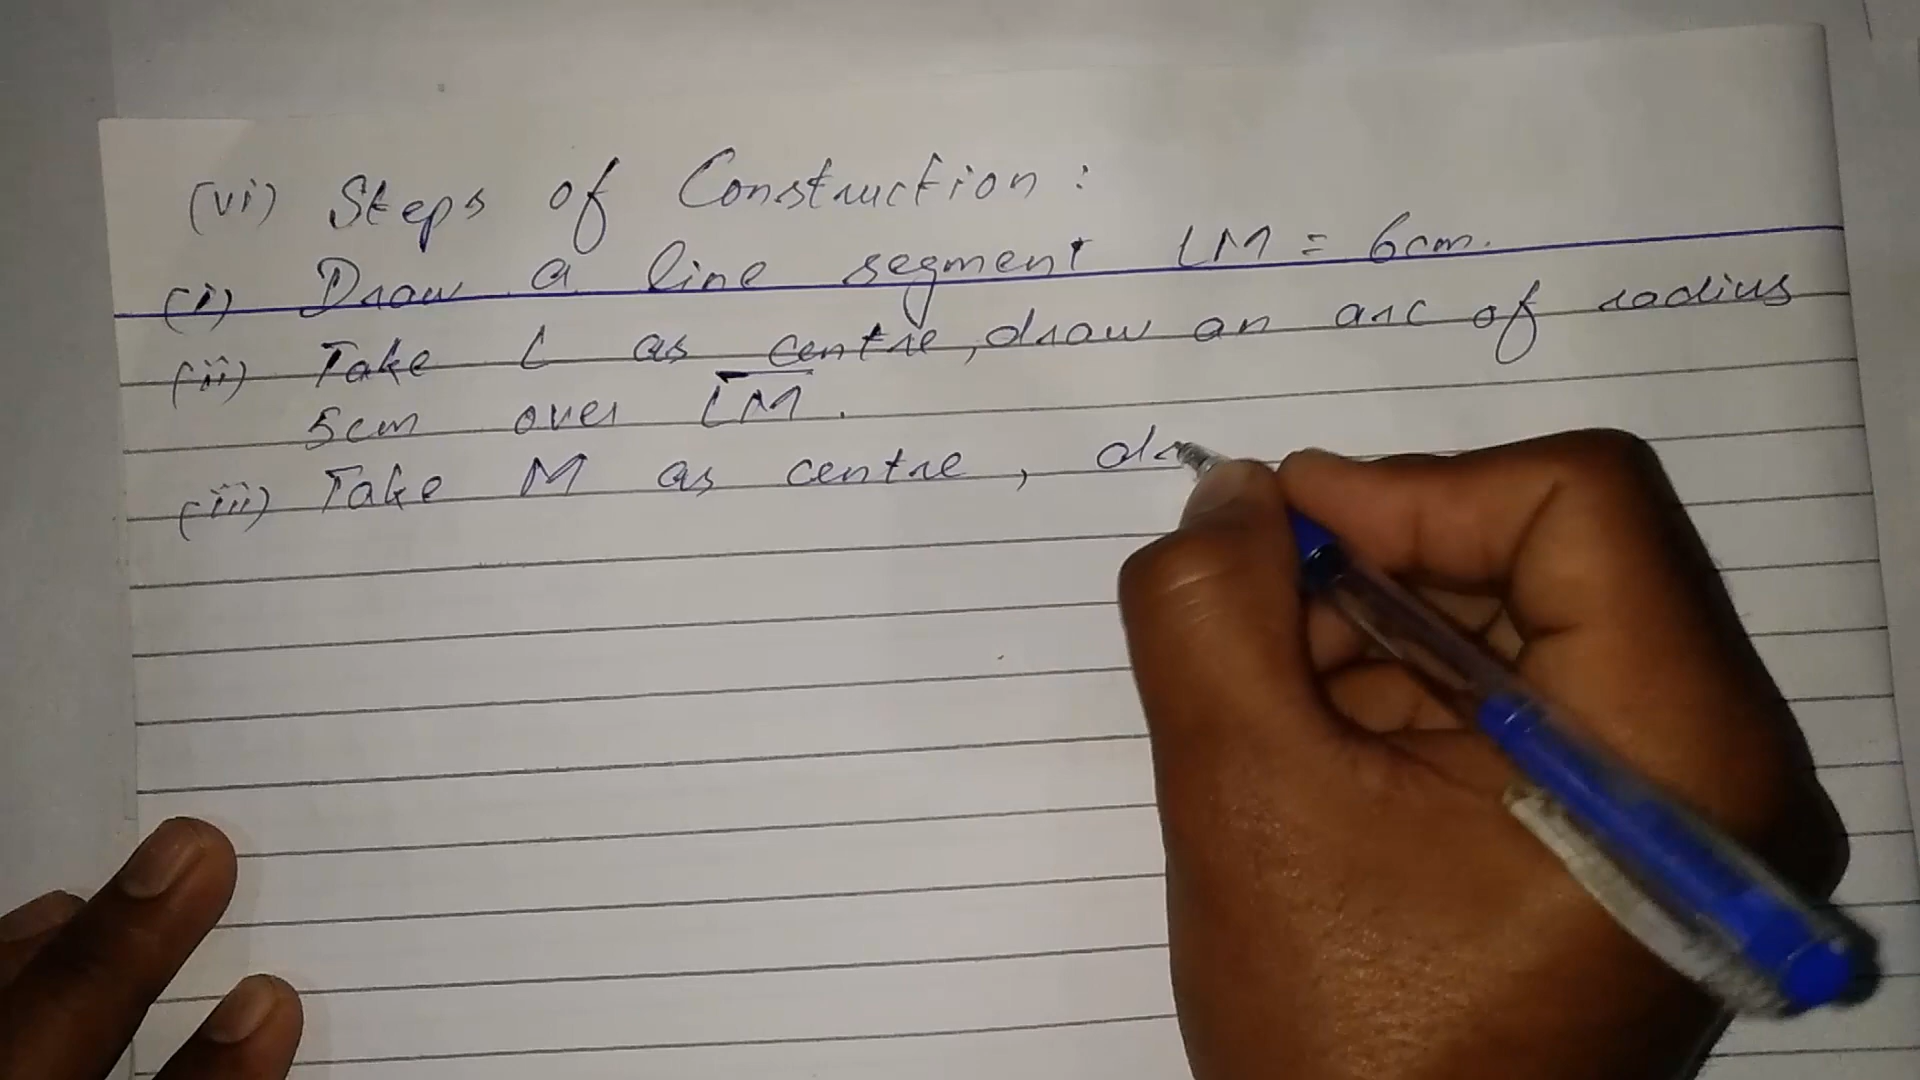 (vi) Steps of Construction :
(i) Draw a line segment LM = 6cm.
(ii) Take L as centre, draw an arc of radius
5cm over LM.
(iii) Take M as centre, dr